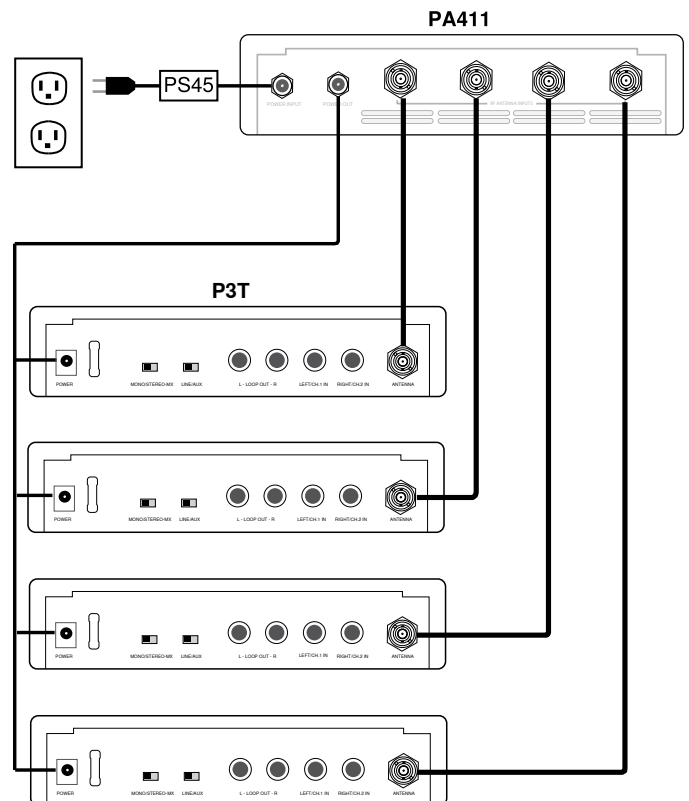 PA411
PS45
POWER INPUT
POWER OUT
RF ANTENNA INPUTS
P3T
POWER
MONO/STEREO-MX
LINE/AUX
L - LOOP OUT - R
LEFT/CH.1 IN
RIGHT/CH.2 IN
ANTENNA
POWER
MONO/STEREO-MX
LINE/AUX
L - LOOP OUT - R
LEFT/CH.1 IN
RIGHT/CH.2 IN
ANTENNA
POWER
MONO/STEREO-MX
LINE/AUX
L - LOOP OUT - R
LEFT/CH.1 IN
RIGHT/CH.2 IN
ANTENNA
POWER
MONO/STEREO-MX
LINE/AUX
L - LOOP OUT - R
LEFT/CH.1 IN
RIGHT/CH.2 IN
ANTENNA